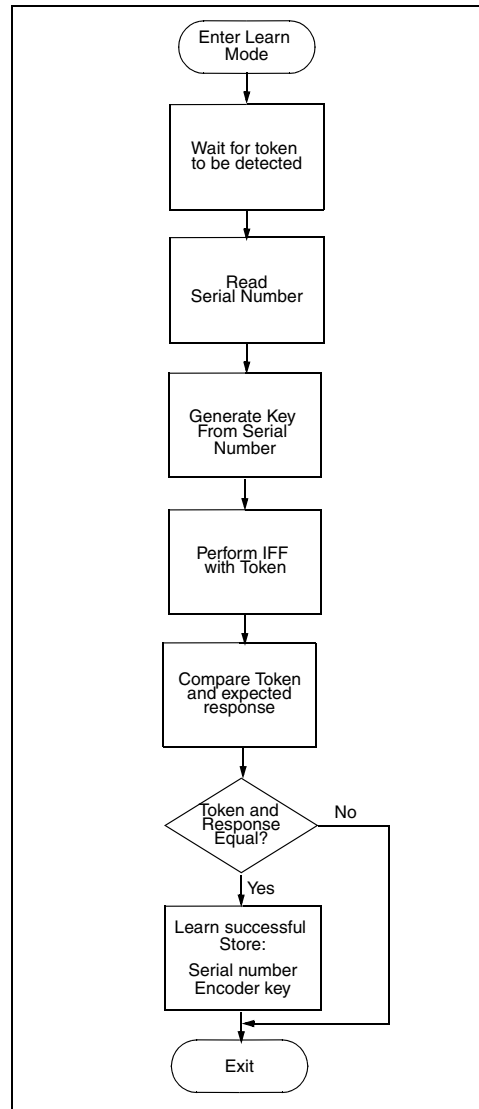 Enter Learn
Mode
Wait for token
to be detected
Read
Serial Number
Generate Key
From Serial
Number
Perform IFF
with Token
Compare Token
and expected
response
Token and
Response
Equal?
No
Yes
Learn successful
Store:
Serial number
Encoder key
Exit